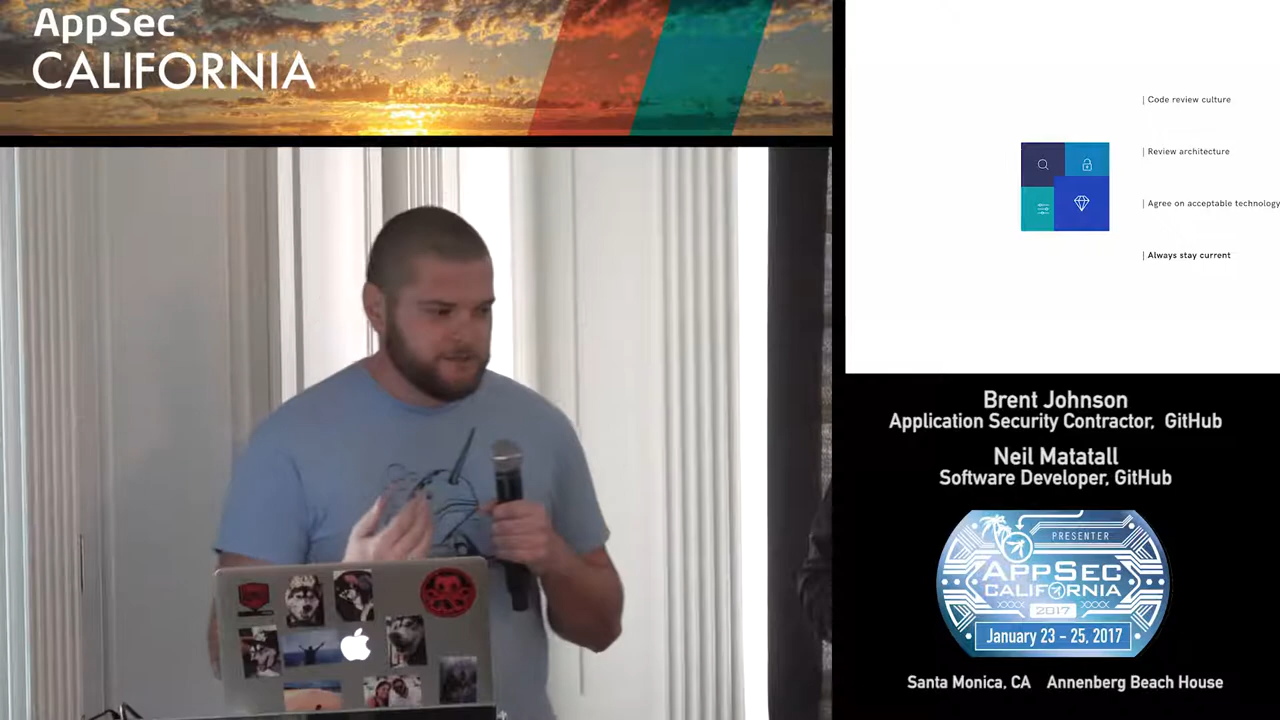 AppSec
CALIFORNIA
| Code review culture
| Review architecture
| Agree on acceptable technology
| Always stay current
Brent Johnson
Application Security Contractor, GitHub
Neil Matatall
Software Developer, GitHub
PRESENTER
APPSEC
CALIFORNIA
2017
January 23 - 25, 2017
Santa Monica, CA Annenberg Beach House